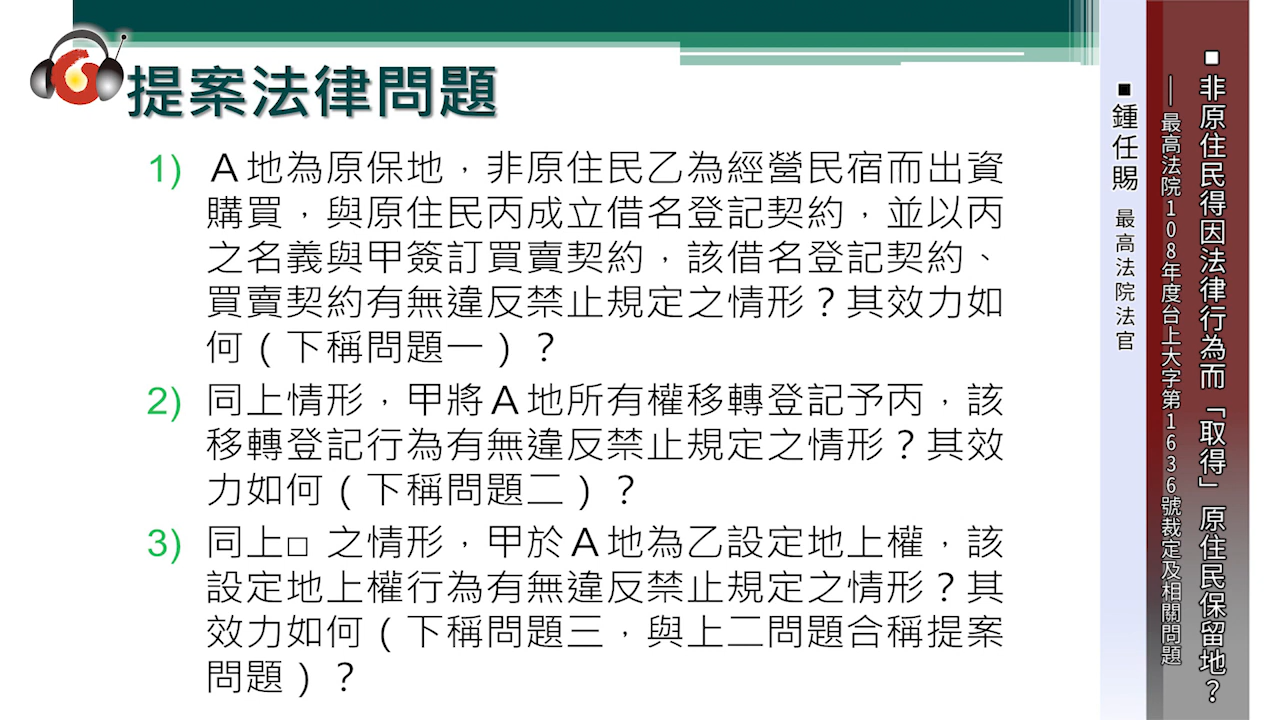 提案法律問題
1) A地為原保地，非原住民乙為經營民宿而出資
購買，與原住民丙成立借名登記契約，並以丙
之名義與甲簽訂買賣契約，該借名登記契約、
買賣契約有無違反禁止規定之情形？其效力如
何（下稱問題一）？
2) 同上情形，甲將A地所有權移轉登記予丙，該
移轉登記行為有無違反禁止規定之情形？其效
力如何（下稱問題二）？
3) 同上□ 之情形，甲於A地為乙設定地上權，該
設定地上權行為有無違反禁止規定之情形？其
效力如何（下稱問題三，與上二問題合稱提案
問題）？
■非原住民得因法律行為而「取得」原住民保留地？
─最高法院108年度台上大字第1636號裁定及相關問題
■鍾任賜 最高法院法官